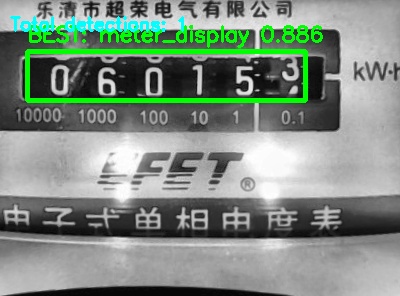 乐清市超荣电气有限公司
Total detections: 1
BEST: meter_display 0.886
0 6 0 1 5 3
kW·h
10000 1000 100 10 1 0.1
EFET®
电子式单相电度表